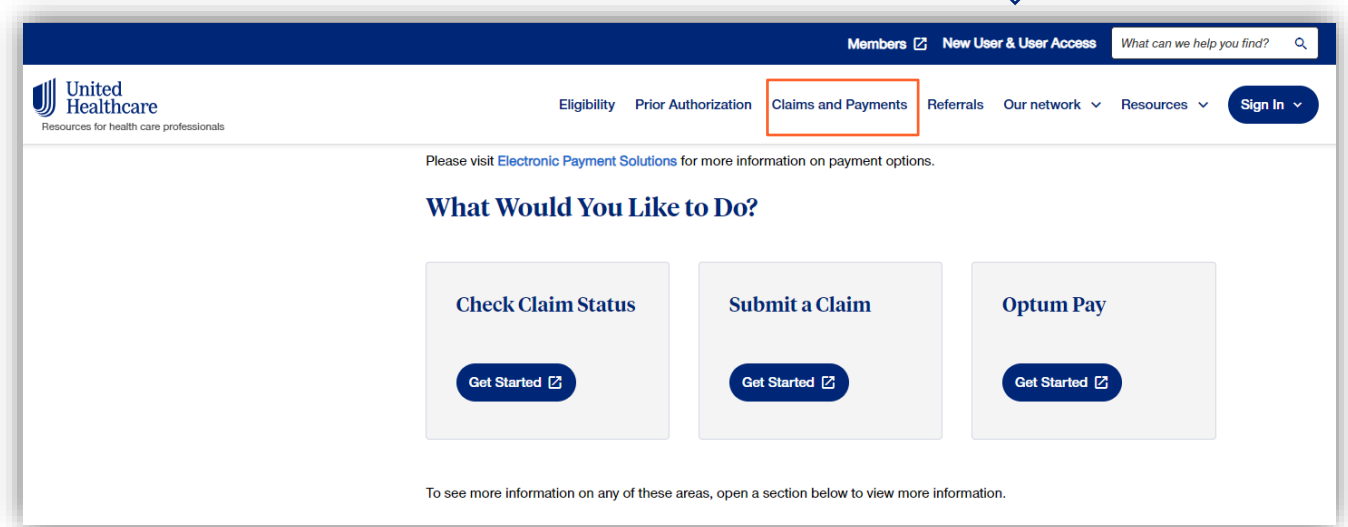 Members New User & User Access What can we help you find?
United
Healthcare
Resources for health care professionals
Eligibility Prior Authorization Claims and Payments Referrals Our network Resources Sign In
Please visit Electronic Payment Solutions for more information on payment options.
What Would You Like to Do?
Check Claim Status Submit a Claim Optum Pay
Get Started Get Started Get Started
To see more information on any of these areas, open a section below to view more information.